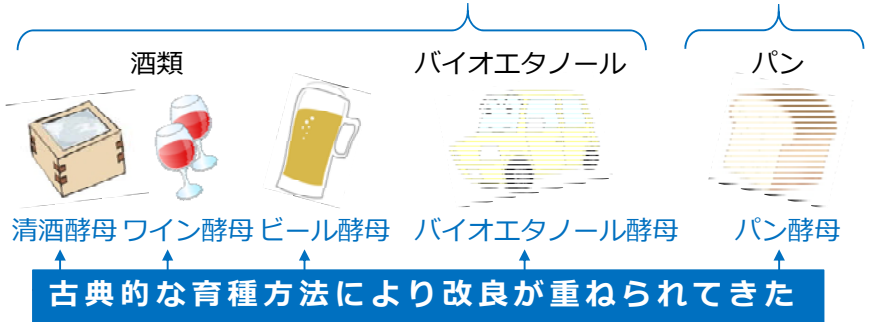 酒類 バイオエタノール パン
清酒酵母 ワイン酵母 ビール酵母 バイオエタノール酵母 パン酵母
古典的な育種方法により改良が重ねられてきた